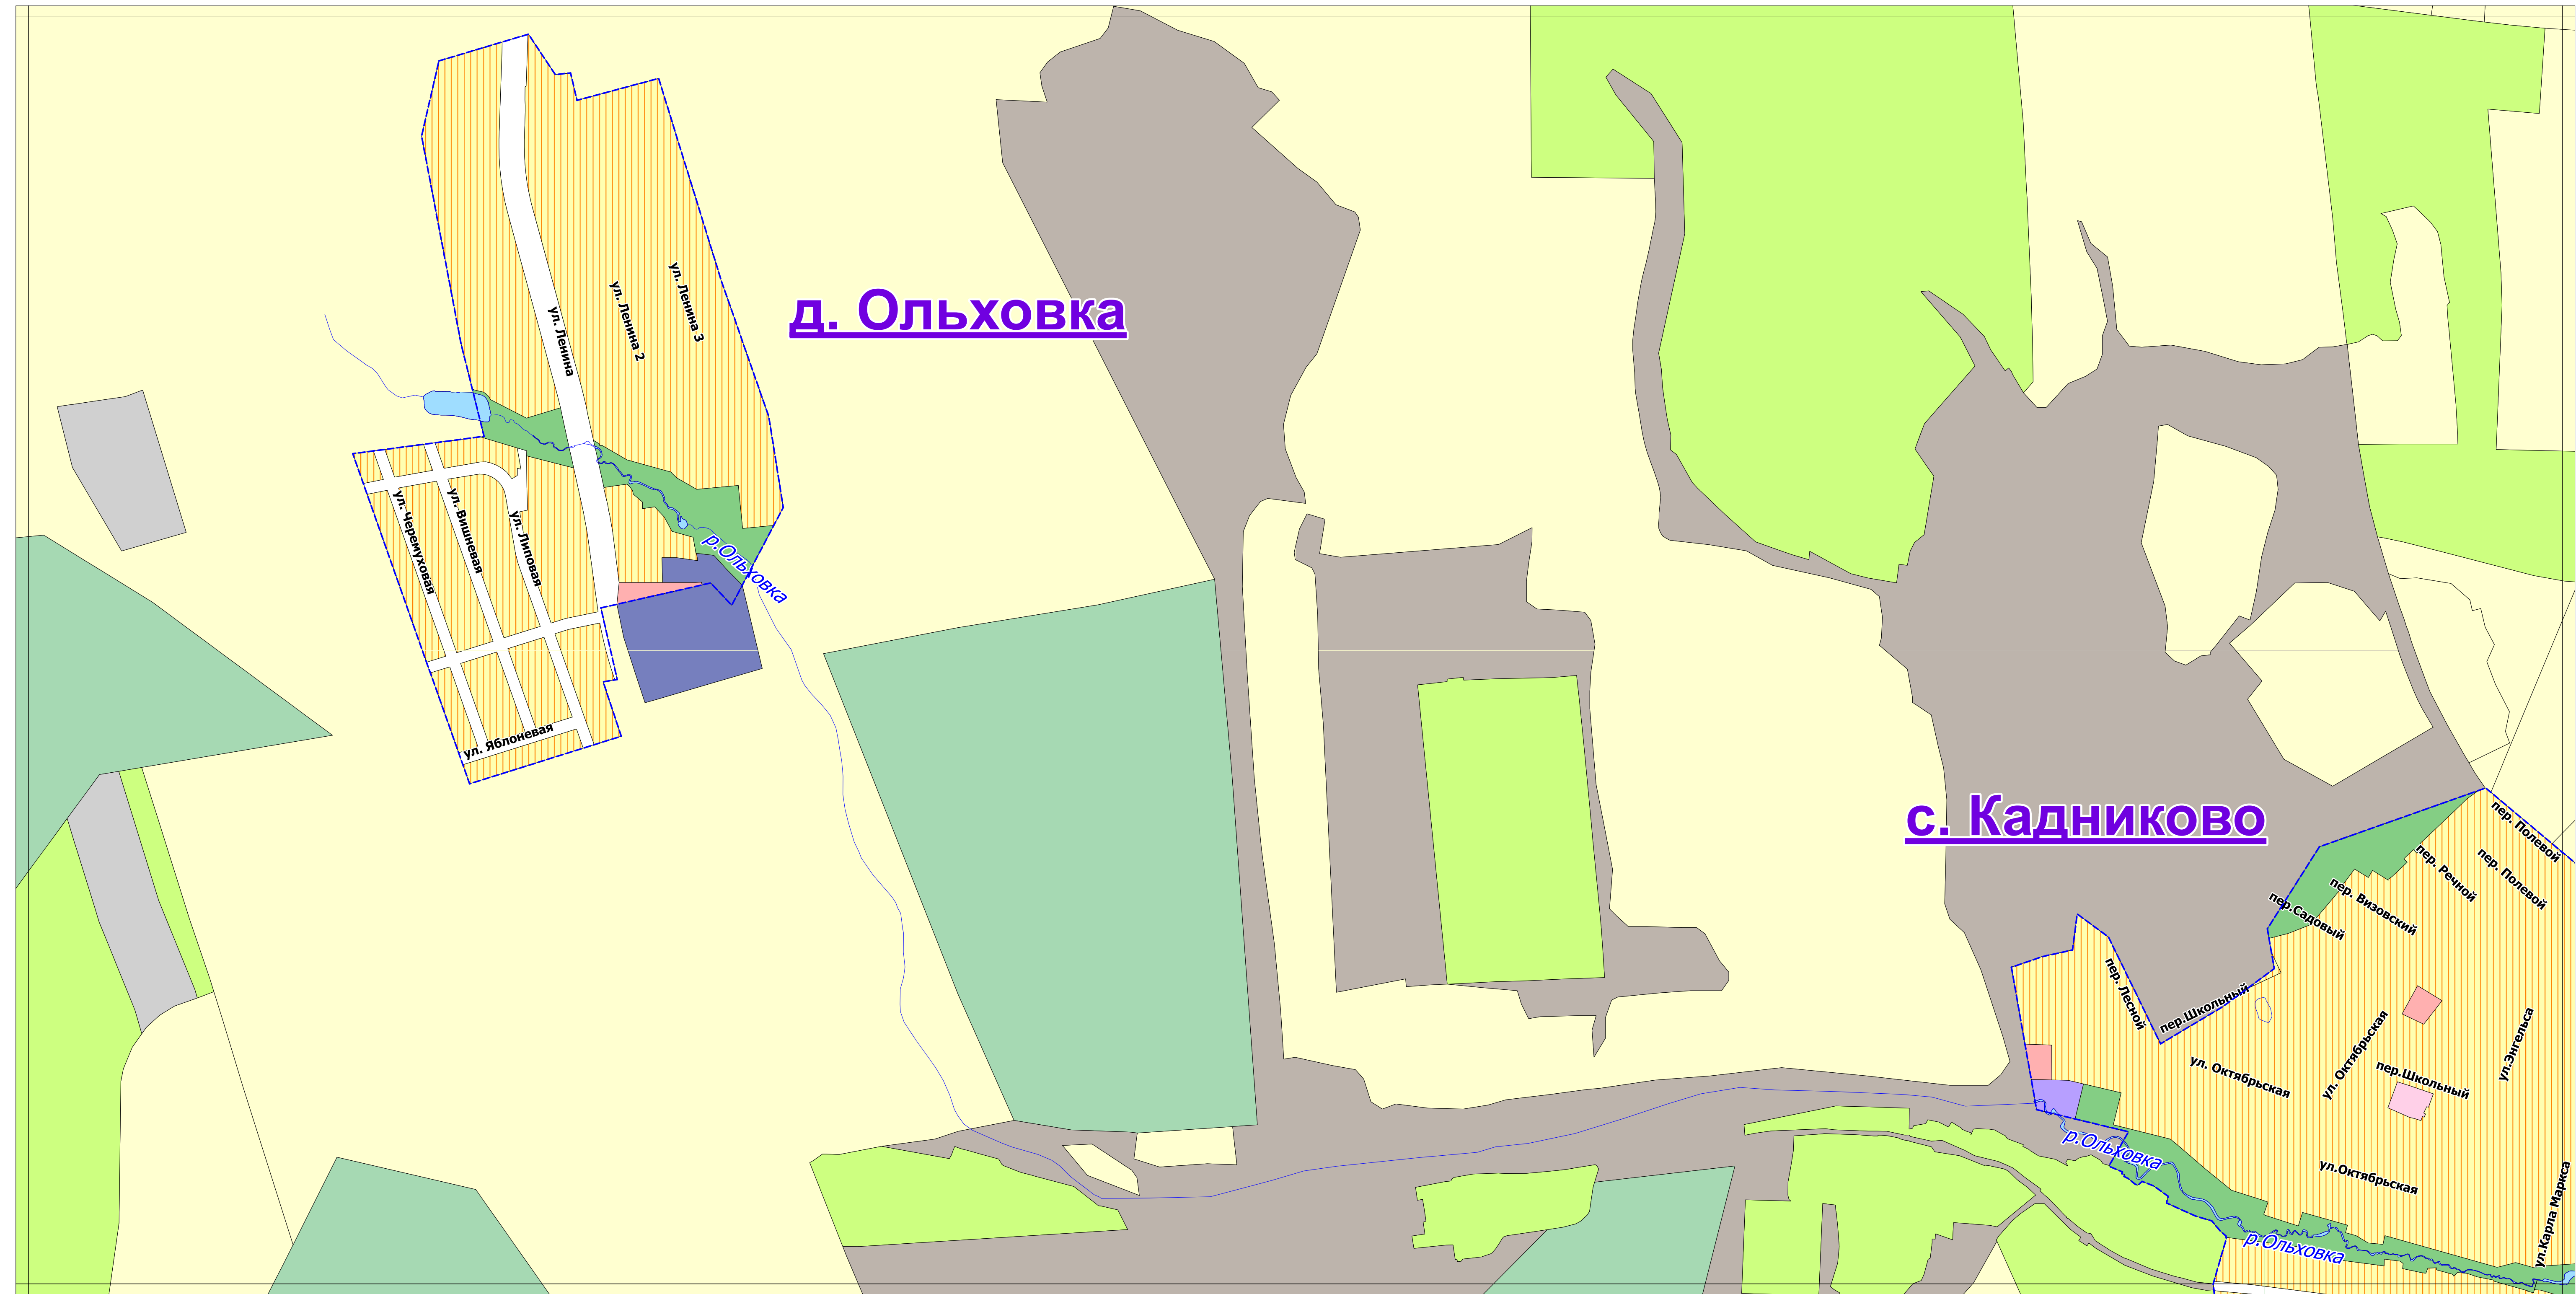 ул. Ленина 3
ул. Ленина 2
ул. Ленина
д. Ольховка
ул. Черемуховая
ул. Вишневая
ул. Липовая
р.Ольховка
ул. Яблоневая
с. Кадниково
пер. Полевой
пер. Речной
пер. Полевой
пер. Визовский
пер.Садовый
пер. Лесной
пер.Школьный
ул. Октябрьская
ул. Октябрьская
ул.Энгельса
пер.Школьный
р.Ольховка
ул.Октябрьская
ул.Карла Маркса
р.Ольховка